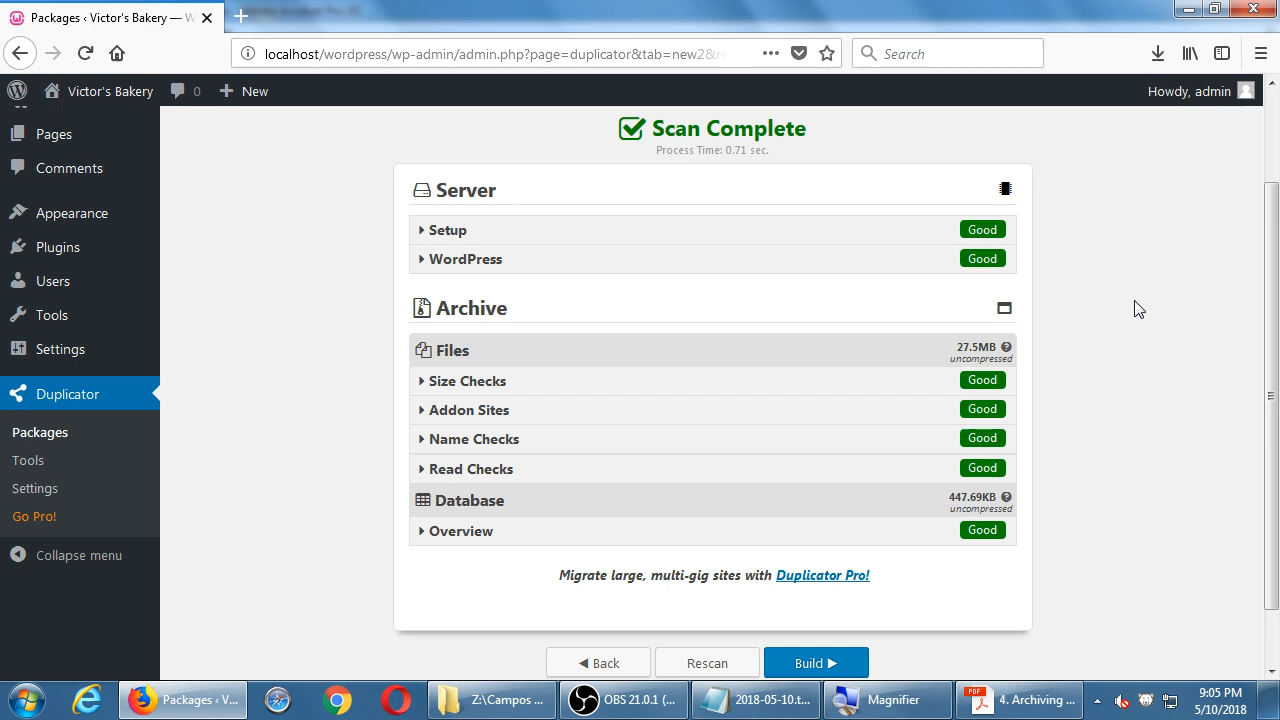 Packages ‹ Victor's Bakery — W
localhost/wordpress/wp-admin/admin.php?page=duplicator&tab=new2&
Search
Victor's Bakery
0
New
Howdy, admin
Pages
Comments
Appearance
Plugins
Users
Tools
Settings
Duplicator
Packages
Tools
Settings
Go Pro!
Collapse menu
Scan Complete
Process Time: 0.71 sec.
Server
Setup Good
WordPress Good
Archive
Files 27.5MB
uncompressed
Size Checks Good
Addon Sites Good
Name Checks Good
Read Checks Good
Database 447.69KB
uncompressed
Overview Good
Migrate large, multi-gig sites with Duplicator Pro!
Back
Rescan
Build
Packages ‹ V...
Z:\Campos ...
OBS 21.0.1 (...
2018-05-10.t...
Magnifier
PDF
4. Archiving ...
9:05 PM
5/10/2018